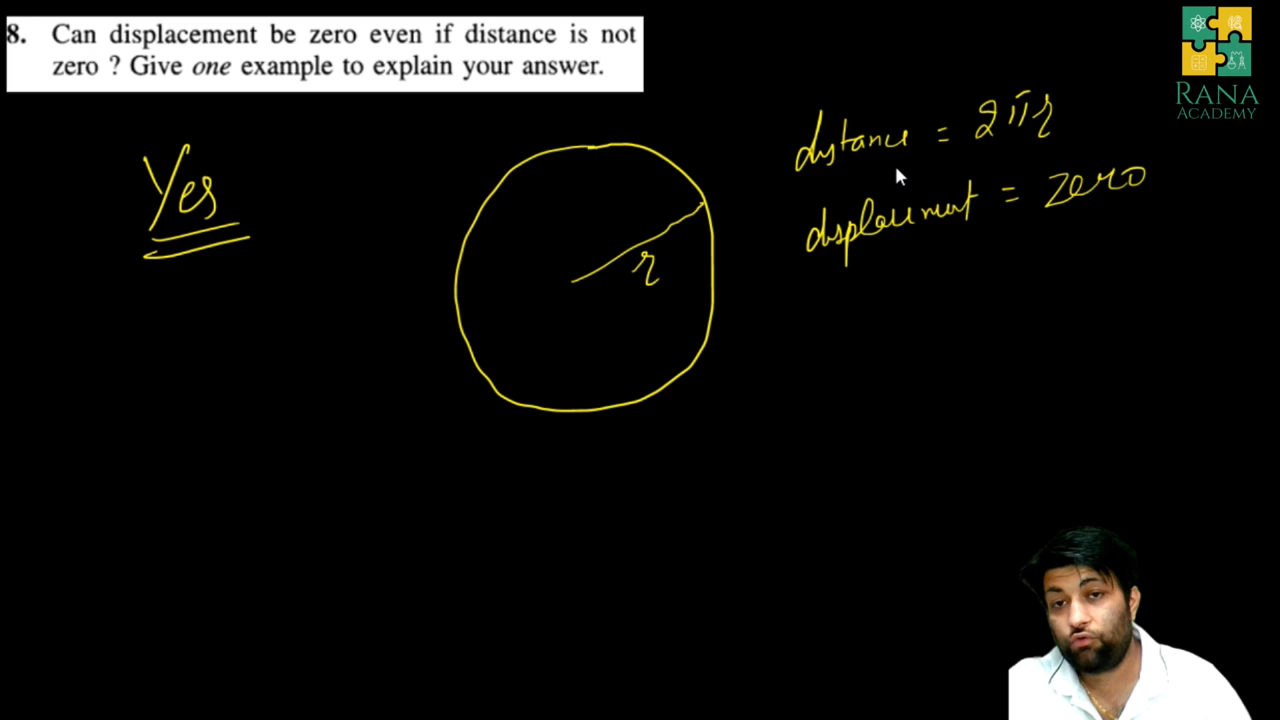 8. Can displacement be zero even if distance is not
zero ? Give one example to explain your answer.
RANA
ACADEMY
Yes
distance = 2πr
displacement = zero
r